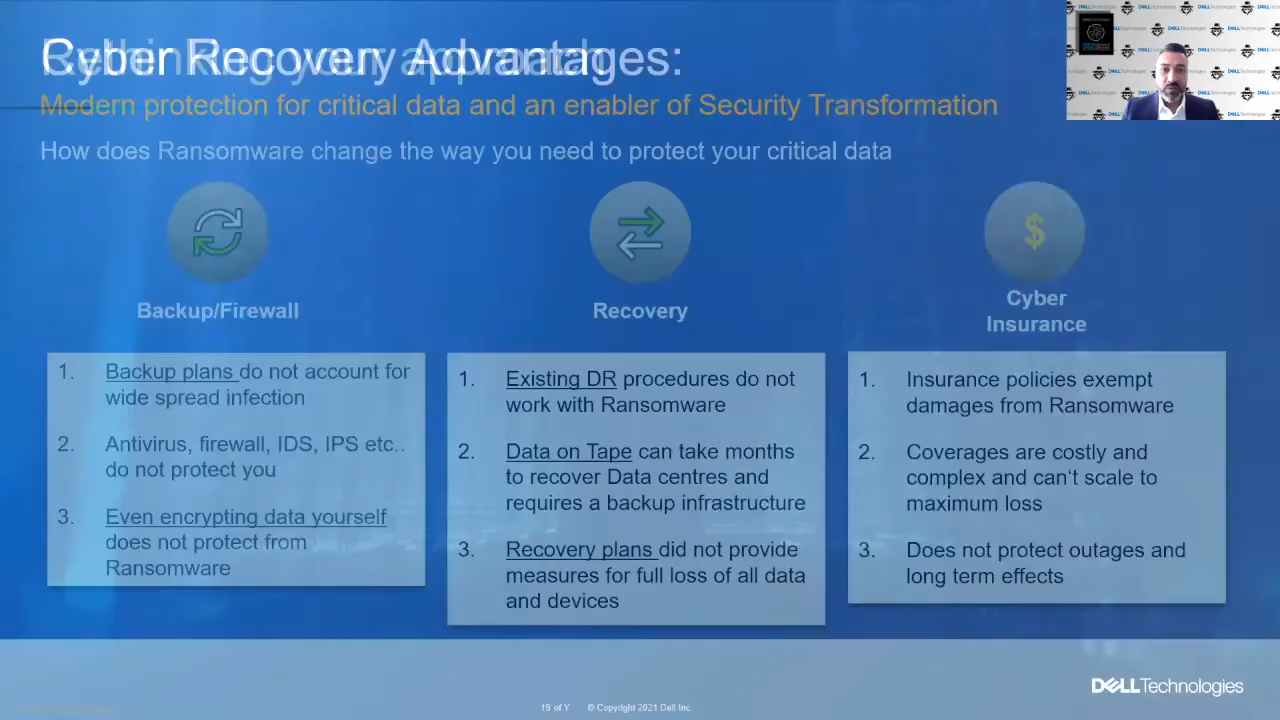 Cyber Recovery Advantages:
Modern protection for critical data and an enabler of Security Transformation
How does Ransomware change the way you need to protect your critical data
Backup/Firewall
1. Backup plans do not account for
wide spread infection
2. Antivirus, firewall, IDS, IPS etc..
do not protect you
3. Even encrypting data yourself
does not protect from
Ransomware
Recovery
1. Existing DR procedures do not
work with Ransomware
2. Data on Tape can take months
to recover Data centres and
requires a backup infrastructure
3. Recovery plans did not provide
measures for full loss of all data
and devices
Cyber
Insurance
1. Insurance policies exempt
damages from Ransomware
2. Coverages are costly and
complex and can't scale to
maximum loss
3. Does not protect outages and
long term effects
19 of Y © Copyright 2021 Dell Inc.
DELLTechnologies